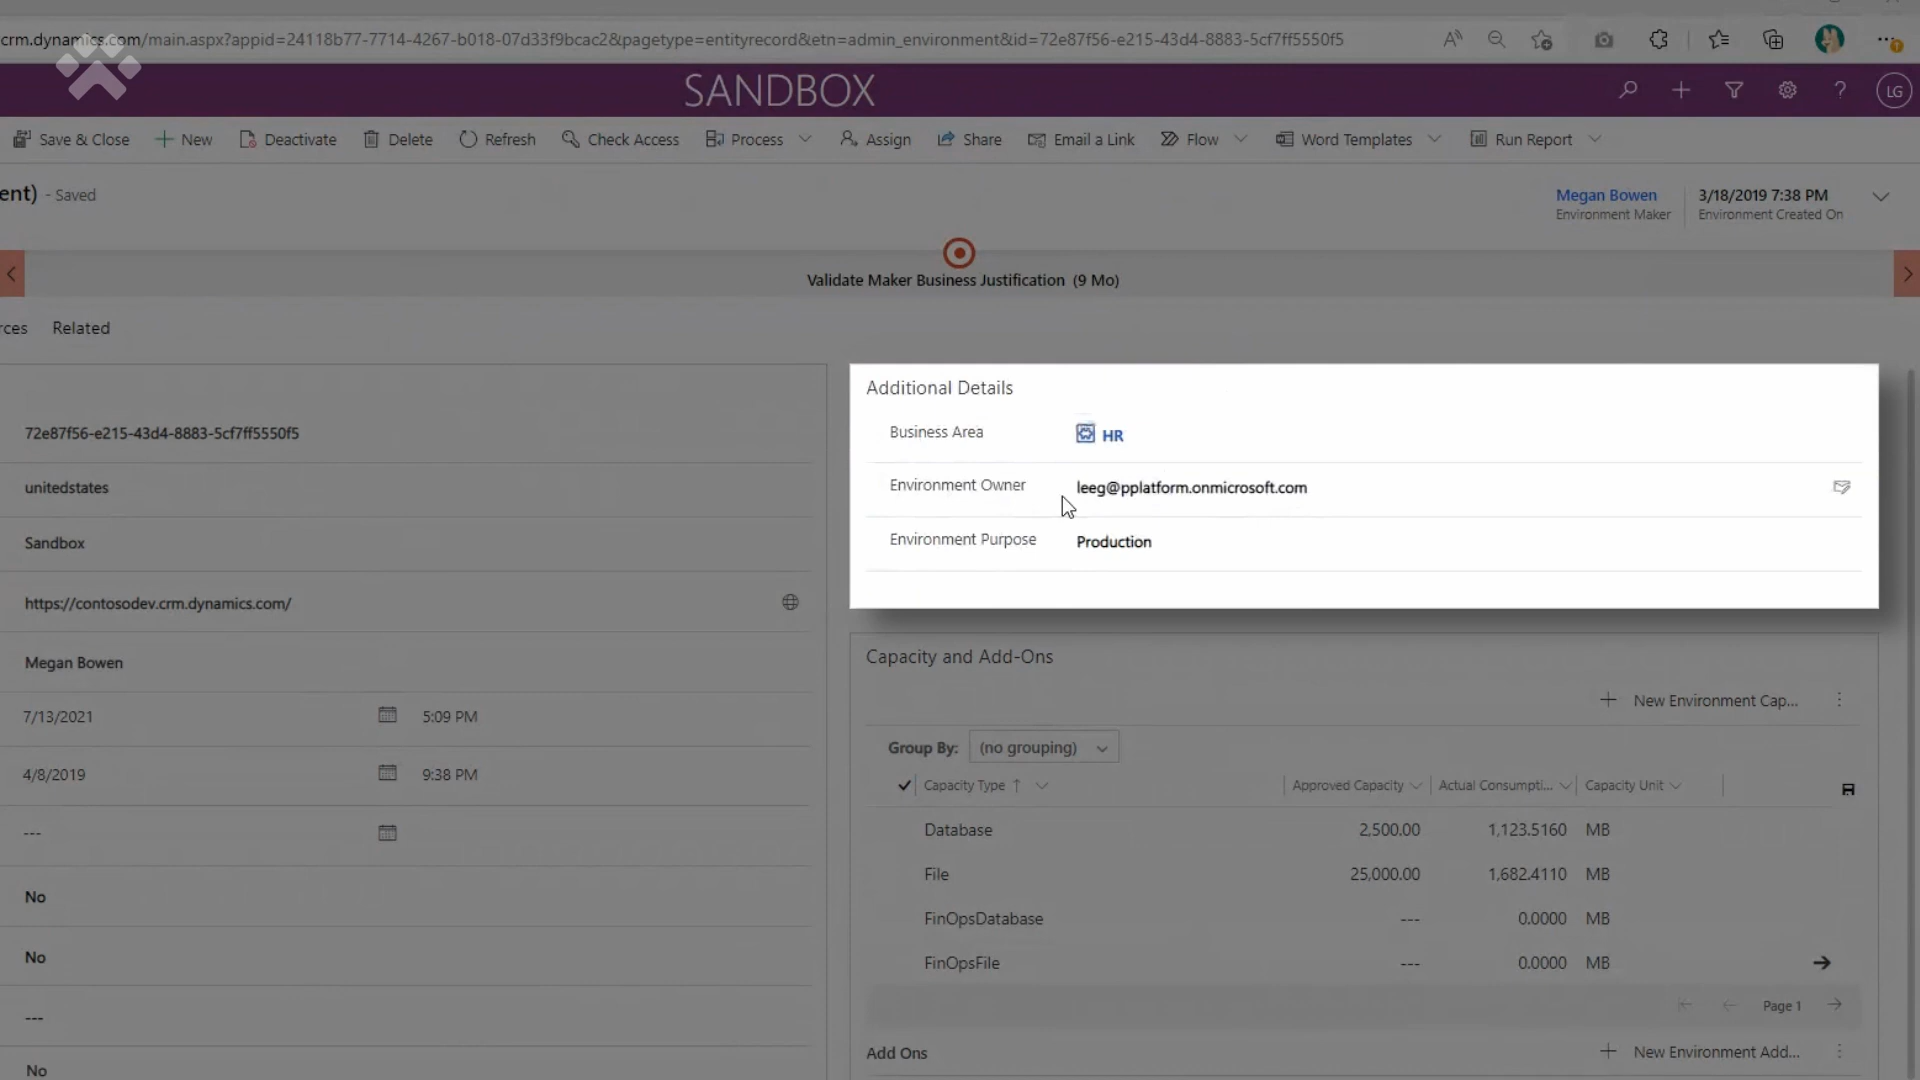 crm.dynamics.com/main.aspx?appid=24118b77-7714-4267-b018-07d33f9bcac2&pagetype=entityrecord&etn=admin_environment&id=72e87f56-e215-43d4-8883-5cf7ff5550f5
SANDBOX
LG
Save & Close New Deactivate Delete Refresh Check Access Process Assign Share Email a Link Flow Word Templates Run Report
ent) - Saved
Megan Bowen
Environment Maker
3/18/2019 7:38 PM
Environment Created On
Validate Maker Business Justification (9 Mo)
rces Related
72e87f56-e215-43d4-8883-5cf7ff5550f5
unitedstates
Sandbox
https://contosodev.crm.dynamics.com/
Megan Bowen
7/13/2021 5:09 PM
4/8/2019 9:38 PM
---
No
No
---
No
Additional Details
Business Area HR
Environment Owner leeg@pplatform.onmicrosoft.com
Environment Purpose Production
Capacity and Add-Ons
New Environment Cap...
Group By: (no grouping)
Capacity Type Approved Capacity Actual Consumpti... Capacity Unit
Database 2,500.00 1,123.5160 MB
File 25,000.00 1,682.4110 MB
FinOpsDatabase --- 0.0000 MB
FinOpsFile --- 0.0000 MB
Page 1
Add Ons New Environment Add...